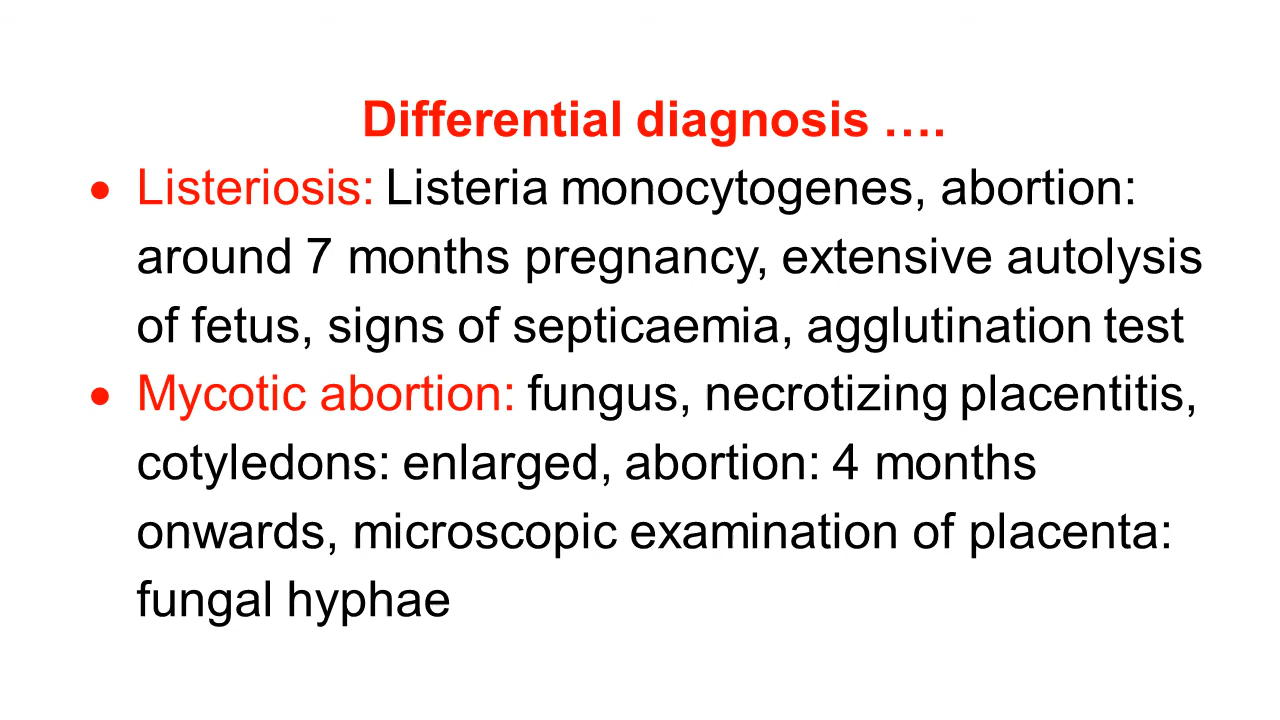 Differential diagnosis ….
• Listeriosis: Listeria monocytogenes, abortion:
around 7 months pregnancy, extensive autolysis
of fetus, signs of septicaemia, agglutination test
• Mycotic abortion: fungus, necrotizing placentitis,
cotyledons: enlarged, abortion: 4 months
onwards, microscopic examination of placenta:
fungal hyphae